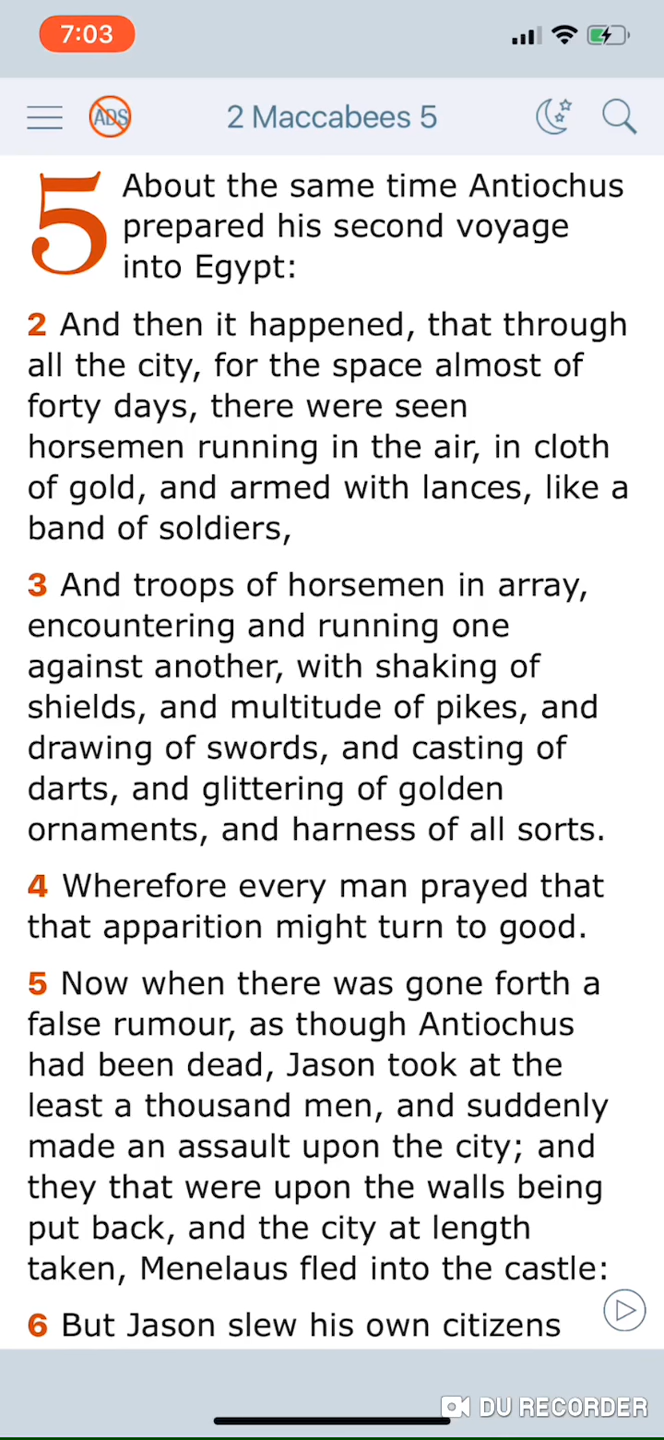 7:03
ADS
2 Maccabees 5
5 About the same time Antiochus
prepared his second voyage
into Egypt:
2 And then it happened, that through
all the city, for the space almost of
forty days, there were seen
horsemen running in the air, in cloth
of gold, and armed with lances, like a
band of soldiers,
3 And troops of horsemen in array,
encountering and running one
against another, with shaking of
shields, and multitude of pikes, and
drawing of swords, and casting of
darts, and glittering of golden
ornaments, and harness of all sorts.
4 Wherefore every man prayed that
that apparition might turn to good.
5 Now when there was gone forth a
false rumour, as though Antiochus
had been dead, Jason took at the
least a thousand men, and suddenly
made an assault upon the city; and
they that were upon the walls being
put back, and the city at length
taken, Menelaus fled into the castle:
6 But Jason slew his own citizens
DU RECORDER